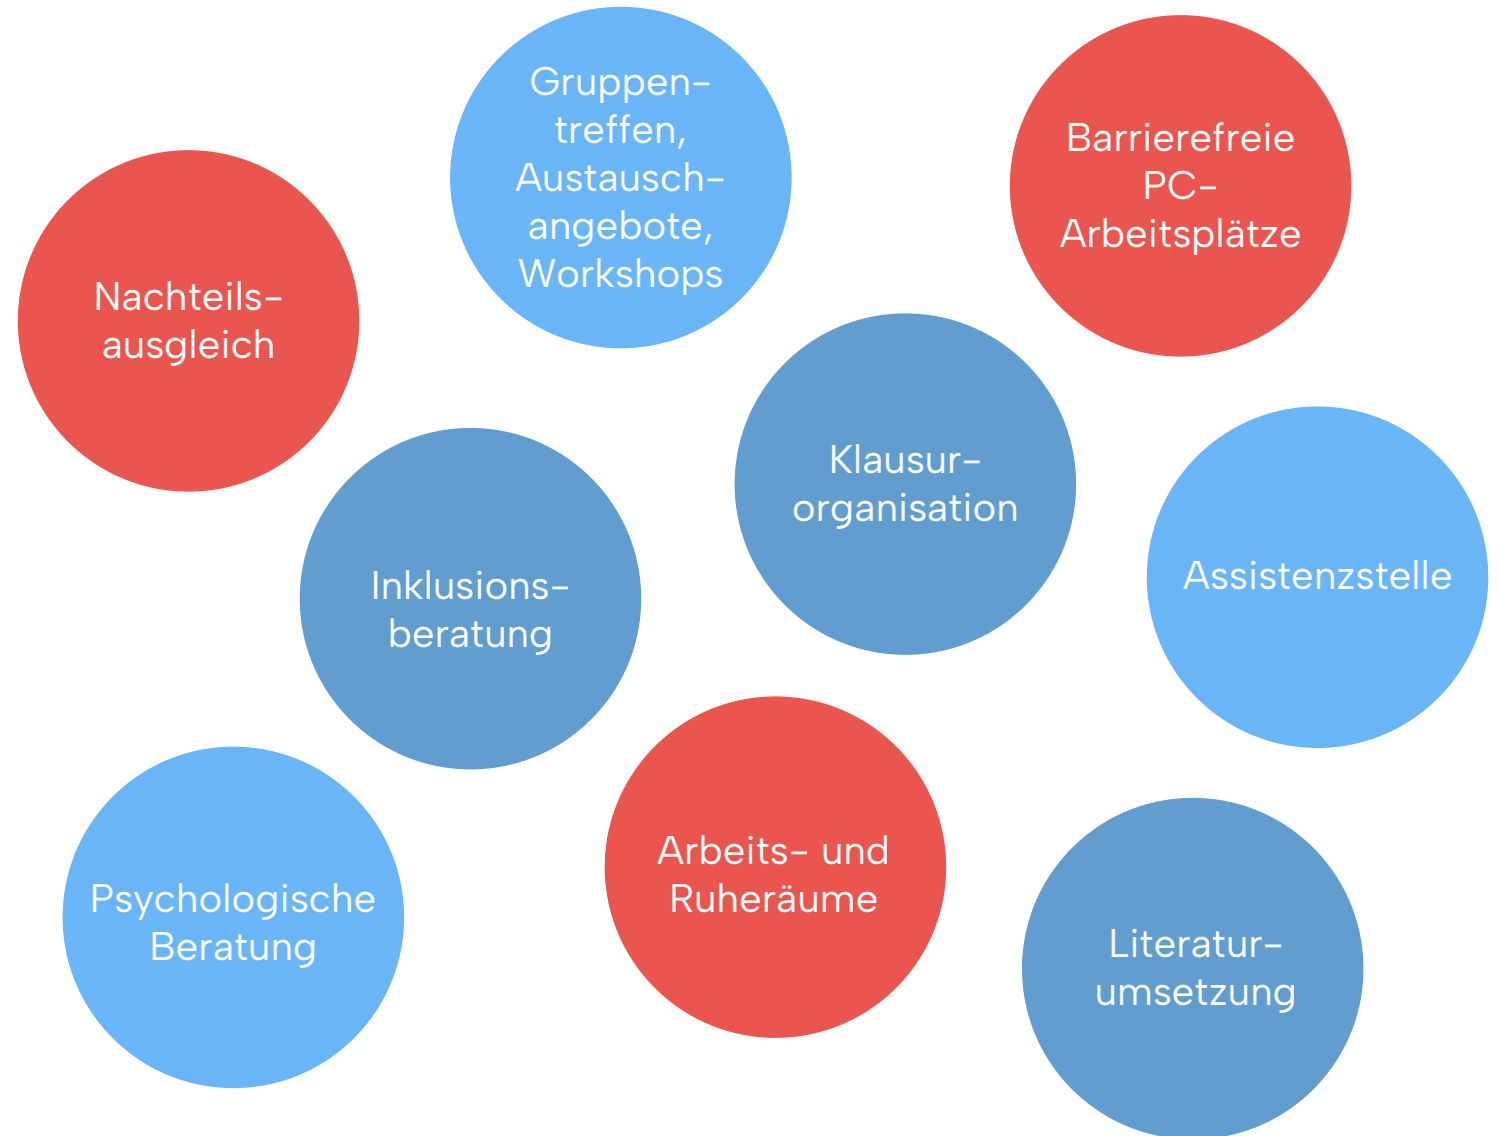 Gruppen-
treffen,
Austausch-
angebote,
Workshops
Barrierefreie
PC-
Arbeitsplätze
Nachteils-
ausgleich
Klausur-
organisation
Inklusions-
beratung
Assistenzstelle
Arbeits- und
Ruheräume
Psychologische
Beratung
Literatur-
umsetzung